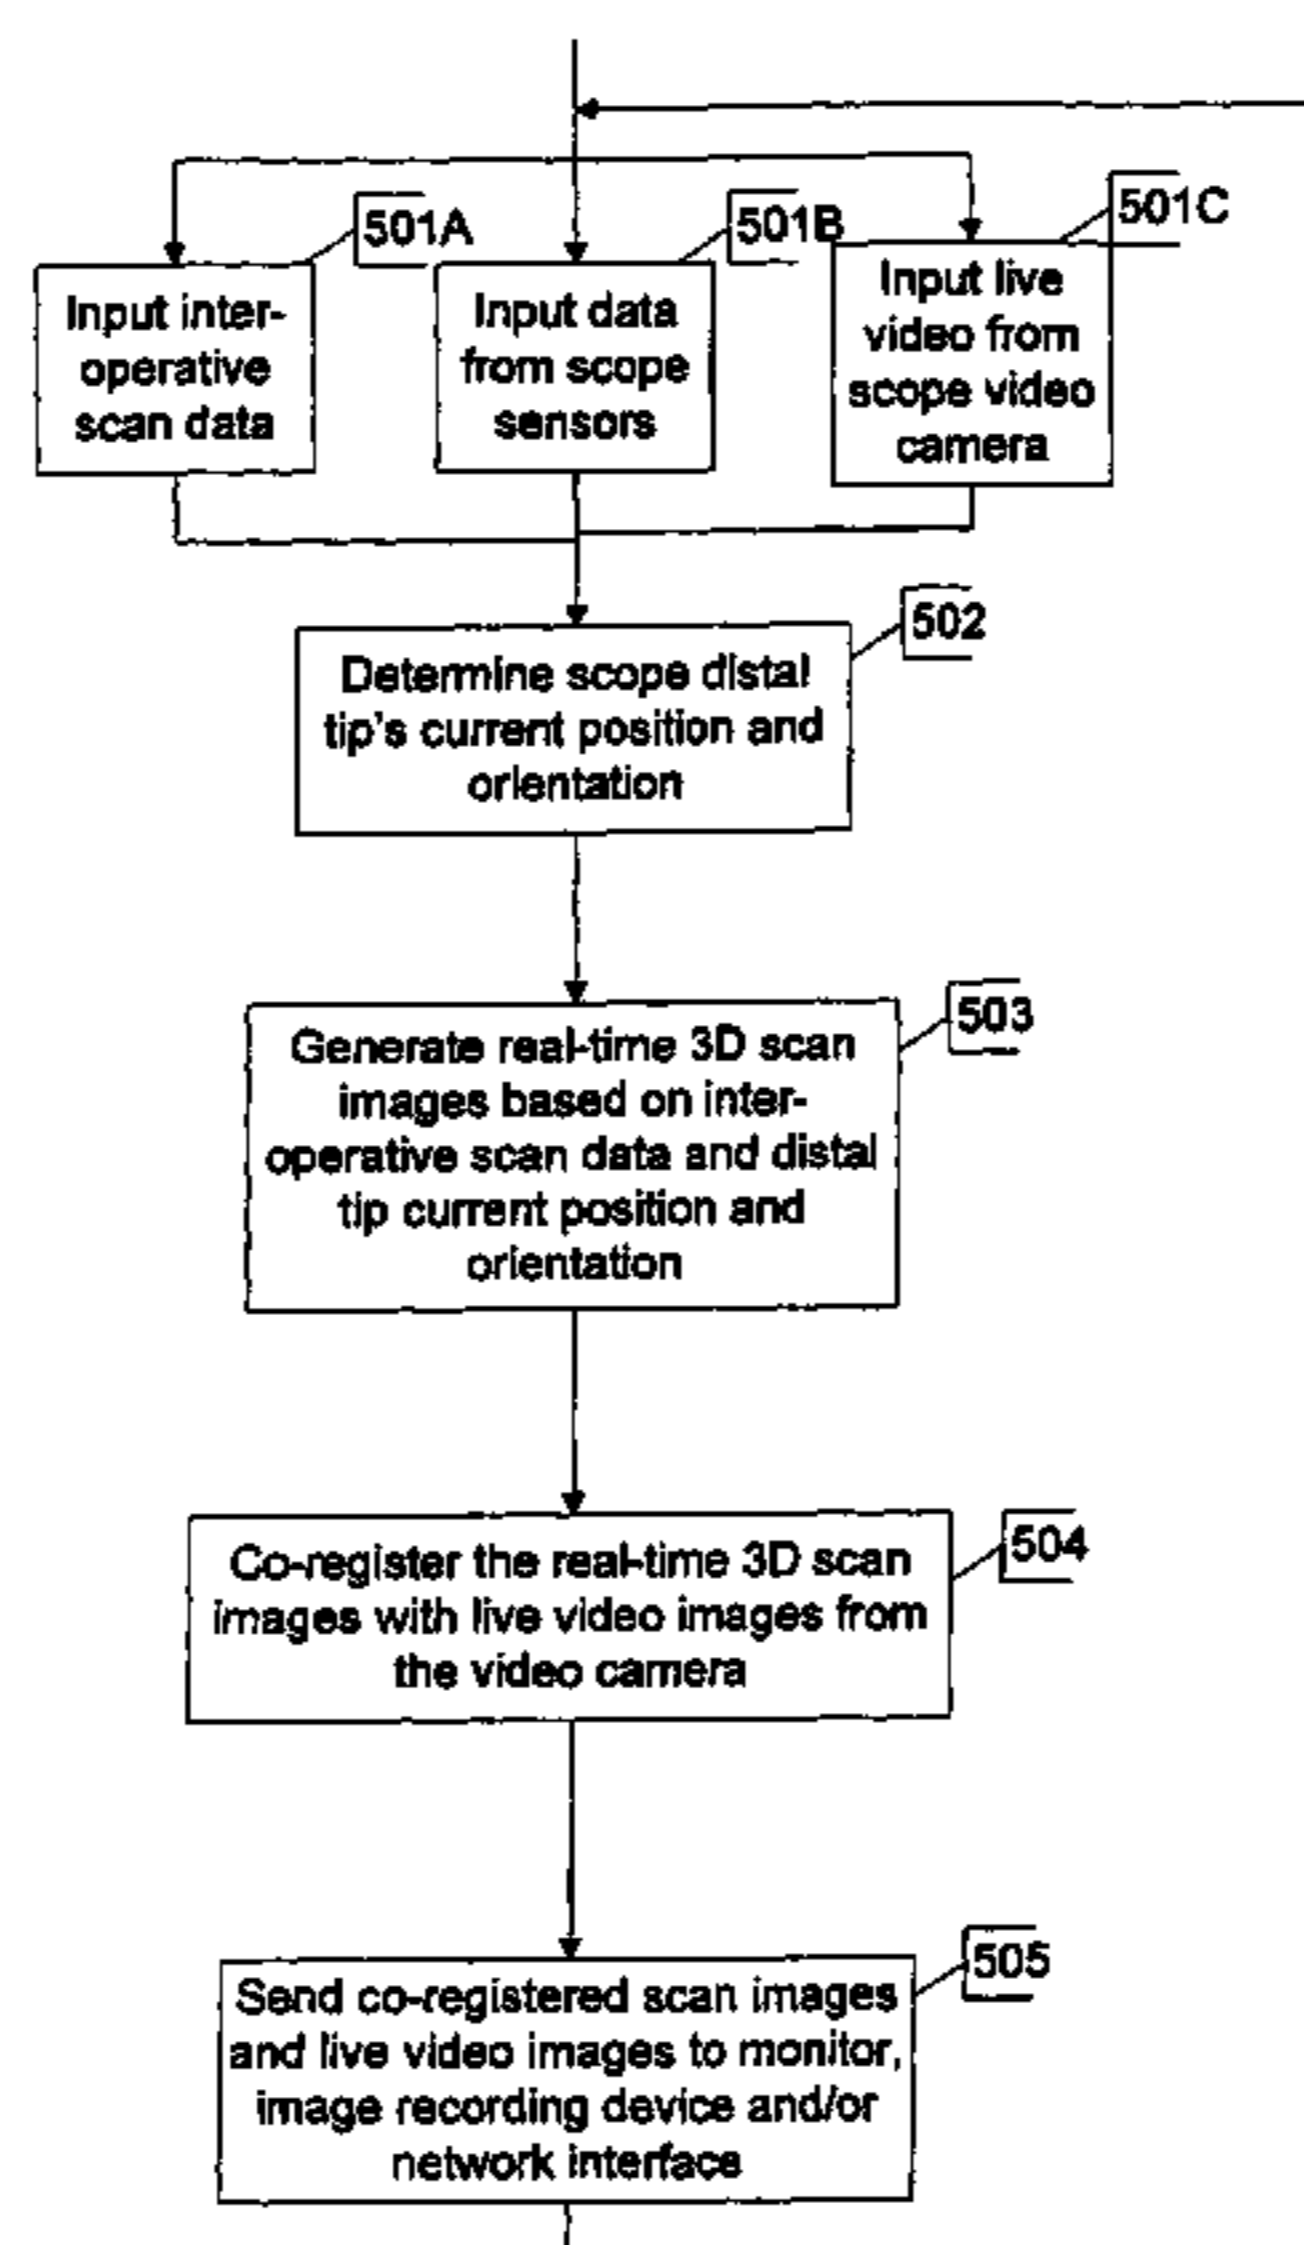 501A
Input inter-
operative
scan data
501B
Input data
from scope
sensors
501C
Input live
video from
scope video
camera
502
Determine scope distal
tip's current position and
orientation
503
Generate real-time 3D scan
images based on inter-
operative scan data and distal
tip current position and
orientation
504
Co-register the real-time 3D scan
images with live video images from
the video camera
505
Send co-registered scan images
and live video images to monitor,
image recording device and/or
network interface